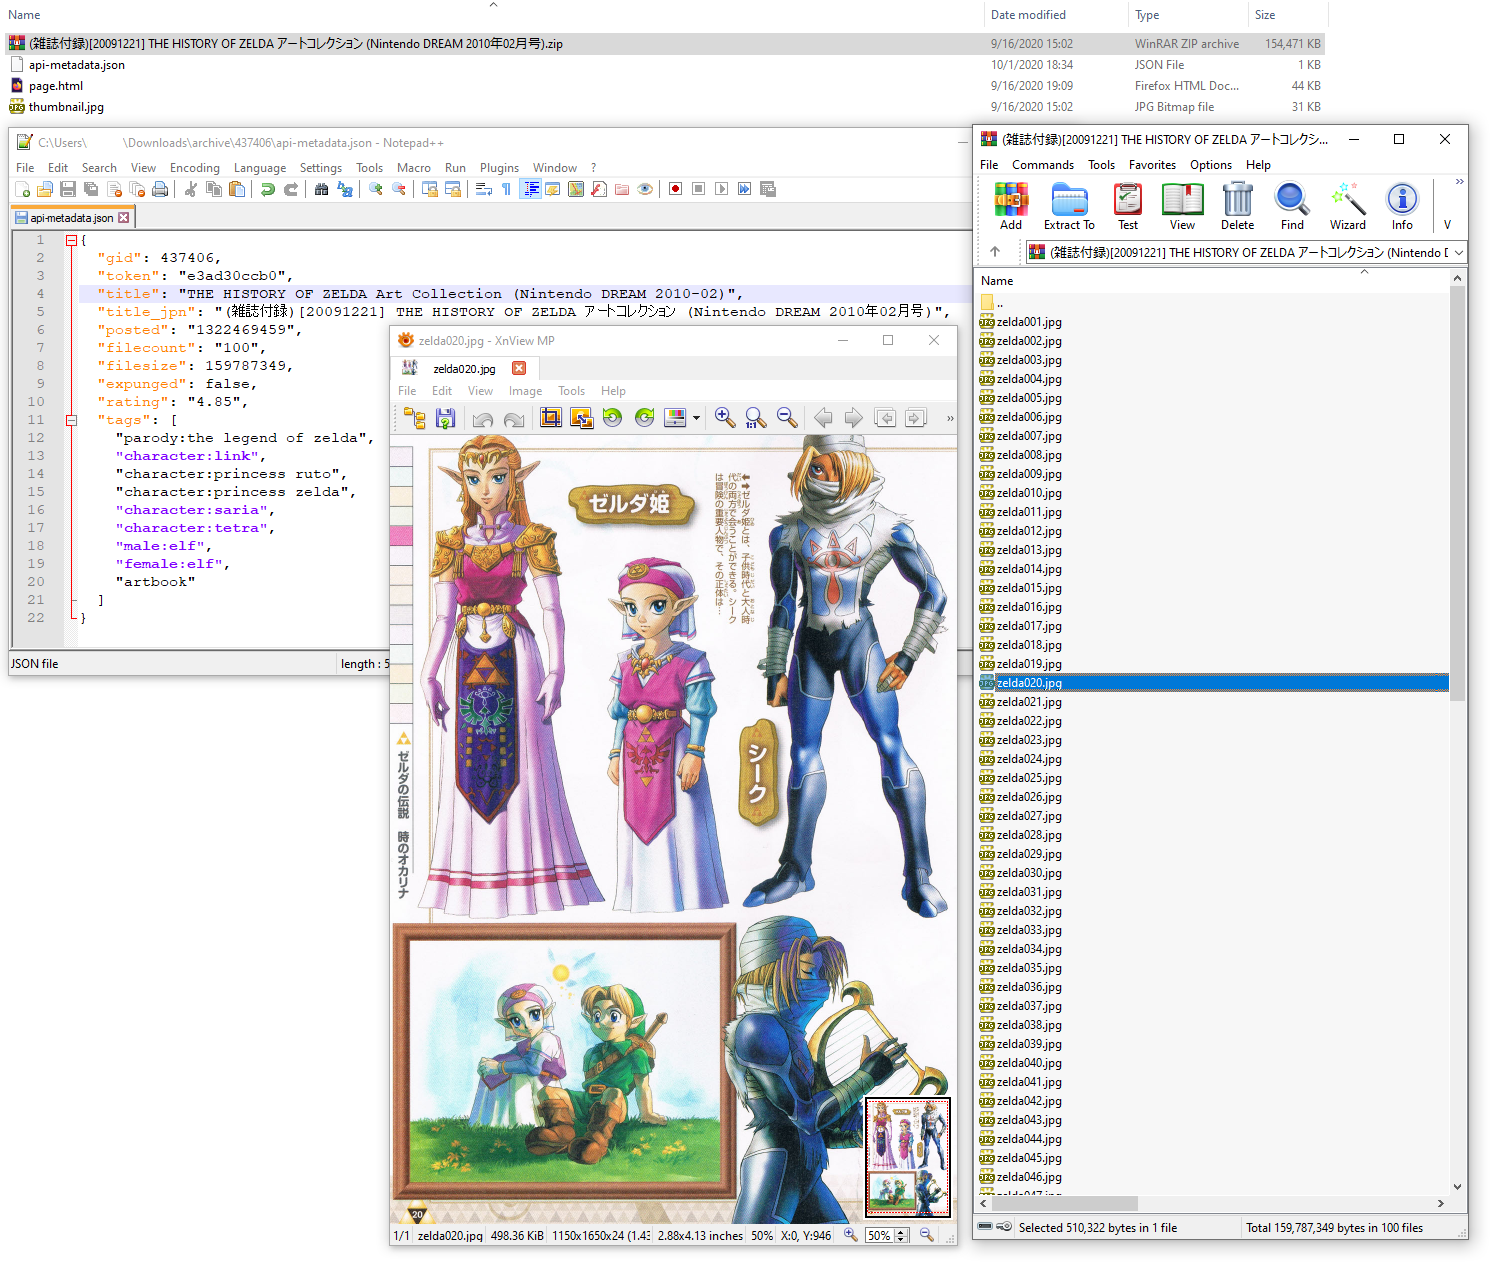 Name Date modified Type Size
(雑誌付録)[20091221] THE HISTORY OF ZELDA アートコレクション (Nintendo DREAM 2010年02月号).zip 9/16/2020 15:02 WinRAR ZIP archive 154,471 KB
api-metadata.json 10/1/2020 18:34 JSON File 1 KB
page.html 9/16/2020 19:09 Firefox HTML Doc... 44 KB
thumbnail.jpg 9/16/2020 15:02 JPG Bitmap file 31 KB
C:\Users\ \Downloads\archive\437406\api-metadata.json - Notepad++
File Edit Search View Encoding Language Settings Tools Macro Run Plugins Window ?
api-metadata.json
1 {
2 "gid": 437406,
3 "token": "e3ad30ccb0",
4 "title": "THE HISTORY OF ZELDA Art Collection (Nintendo DREAM 2010-02)",
5 "title_jpn": "(雑誌付録)[20091221] THE HISTORY OF ZELDA アートコレクション (Nintendo DREAM 2010年02月号)",
6 "posted": "1322469459",
7 "filecount": "100",
8 "filesize": 159787349,
9 "expunged": false,
10 "rating": "4.85",
11 "tags": [
12 "parody:the legend of zelda",
13 "character:link",
14 "character:princess ruto",
15 "character:princess zelda",
16 "character:saria",
17 "character:tetra",
18 "male:elf",
19 "female:elf",
20 "artbook"
21 ]
22 }
JSON file length : 5
zelda020.jpg - XnView MP
zelda020.jpg
File Edit View Image Tools Help
1:1
ゼルダ姫
⬅➡ゼルダ姫とは、子供時代と大人時
代の両方で会うことができる。シーク
は冒険の重要人物で、その正体は…
シーク
ゼルダの伝説 時のオカリナ
20
1/1 zelda020.jpg 498.36 KiB 1150x1650x24 (1.43 2.88x4.13 inches 50% X:0, Y:946 50%
(雑誌付録)[20091221] THE HISTORY OF ZELDA アートコレクシ...
File Commands Tools Favorites Options Help
Add Extract To Test View Delete Find Wizard Info V
(雑誌付録)[20091221] THE HISTORY OF ZELDA アートコレクション (Nintendo D
Name
..
zelda001.jpg
zelda002.jpg
zelda003.jpg
zelda004.jpg
zelda005.jpg
zelda006.jpg
zelda007.jpg
zelda008.jpg
zelda009.jpg
zelda010.jpg
zelda011.jpg
zelda012.jpg
zelda013.jpg
zelda014.jpg
zelda015.jpg
zelda016.jpg
zelda017.jpg
zelda018.jpg
zelda019.jpg
zelda020.jpg
zelda021.jpg
zelda022.jpg
zelda023.jpg
zelda024.jpg
zelda025.jpg
zelda026.jpg
zelda027.jpg
zelda028.jpg
zelda029.jpg
zelda030.jpg
zelda031.jpg
zelda032.jpg
zelda033.jpg
zelda034.jpg
zelda035.jpg
zelda036.jpg
zelda037.jpg
zelda038.jpg
zelda039.jpg
zelda040.jpg
zelda041.jpg
zelda042.jpg
zelda043.jpg
zelda044.jpg
zelda045.jpg
zelda046.jpg
zelda047.jpg
Selected 510,322 bytes in 1 file Total 159,787,349 bytes in 100 files